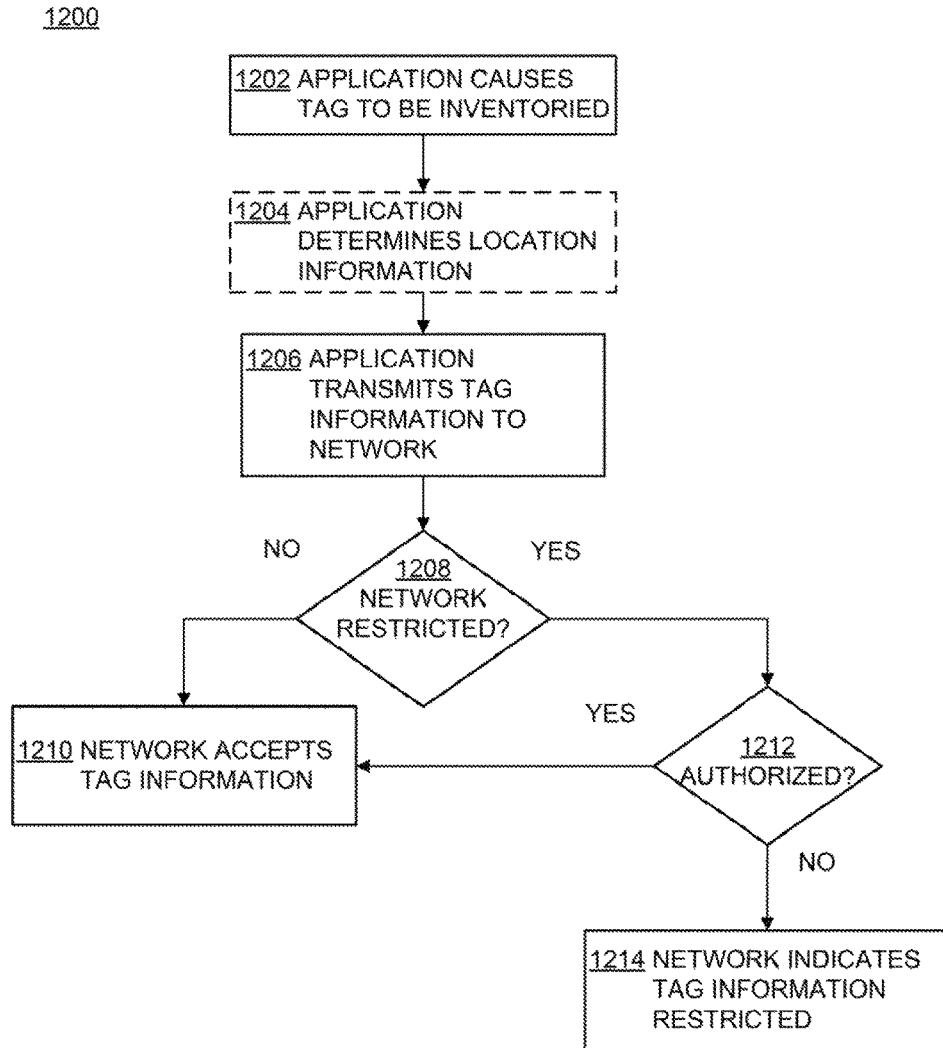 1200
1202 APPLICATION CAUSES
TAG TO BE INVENTORIED
1204 APPLICATION
DETERMINES LOCATION
INFORMATION
1206 APPLICATION
TRANSMITS TAG
INFORMATION TO
NETWORK
NO
YES
1208
NETWORK
RESTRICTED?
1210 NETWORK ACCEPTS
TAG INFORMATION
YES
1212
AUTHORIZED?
NO
1214 NETWORK INDICATES
TAG INFORMATION
RESTRICTED